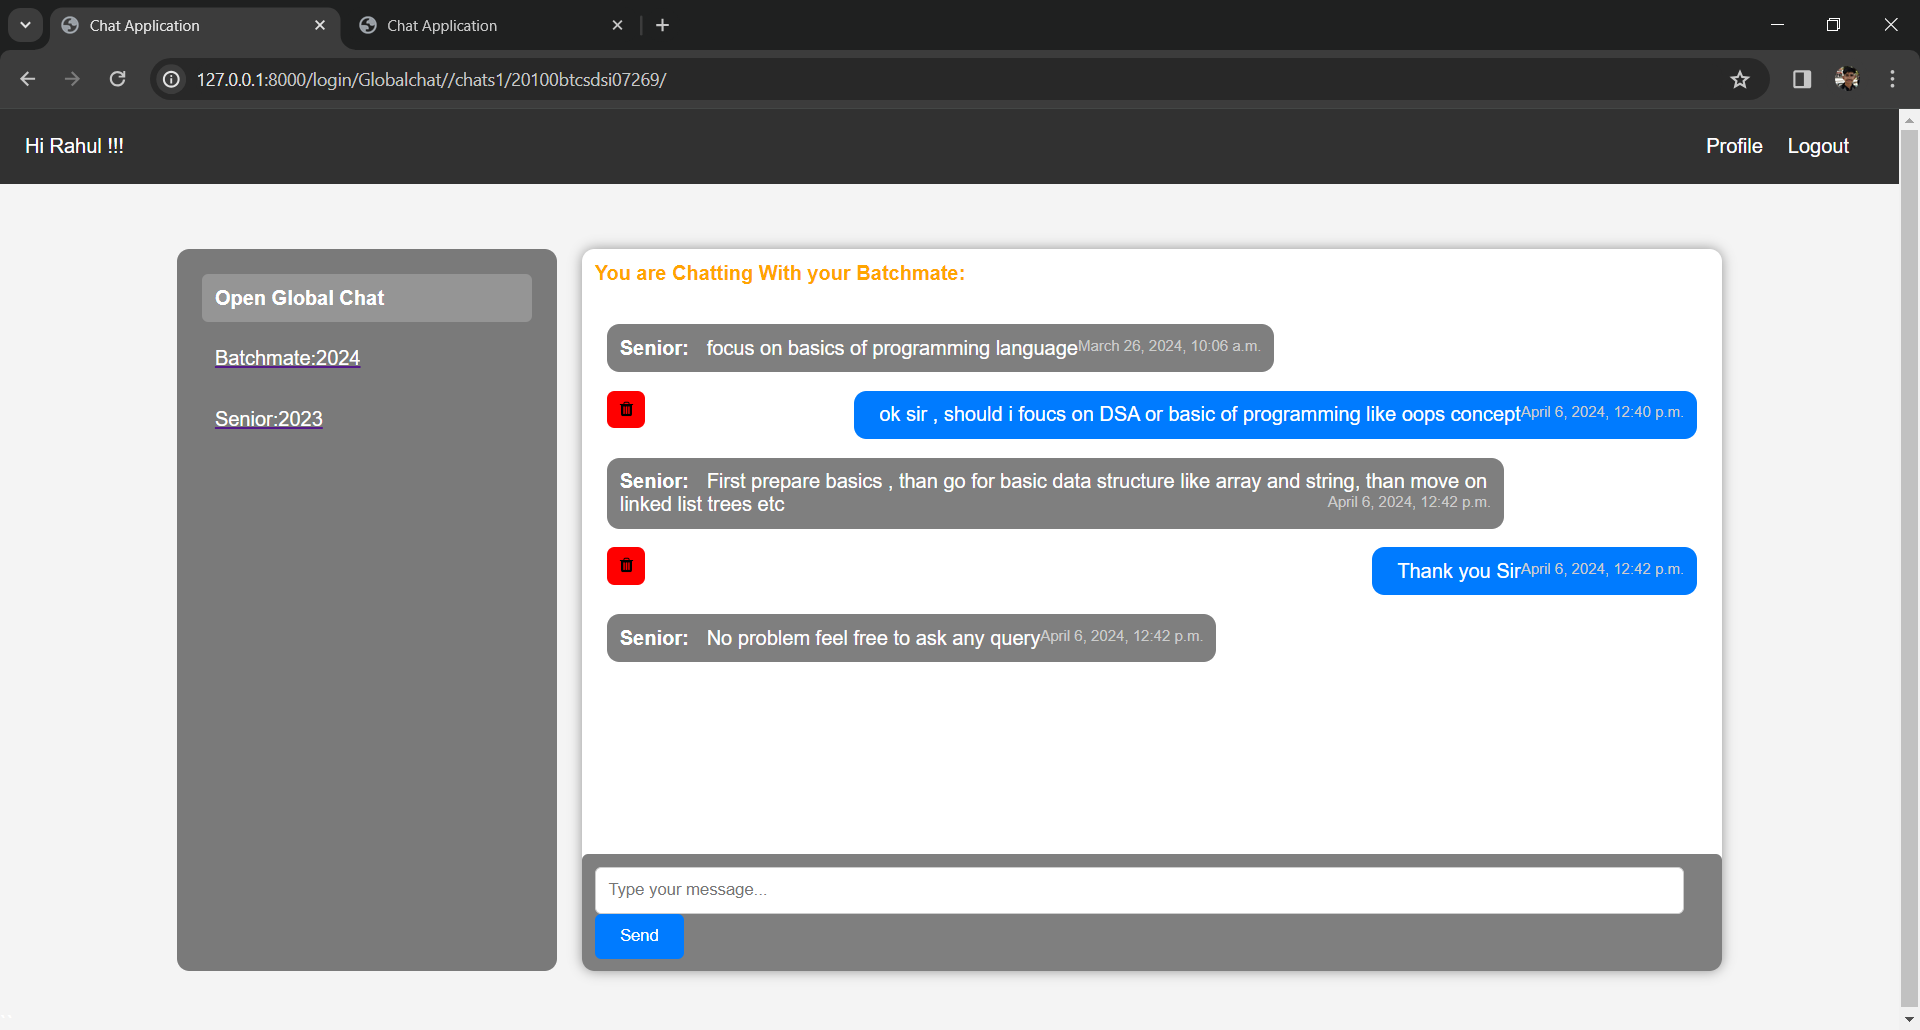 Chat Application
Chat Application
127.0.0.1:8000/login/Globalchat//chats1/20100btcsdsi07269/
Hi Rahul !!!
Profile Logout
Open Global Chat
Batchmate:2024
Senior:2023
You are Chatting With your Batchmate:
Senior: focus on basics of programming language March 26, 2024, 10:06 a.m.
ok sir , should i foucs on DSA or basic of programming like oops concept April 6, 2024, 12:40 p.m.
Senior: First prepare basics , than go for basic data structure like array and string, than move on
linked list trees etc April 6, 2024, 12:42 p.m.
Thank you Sir April 6, 2024, 12:42 p.m.
Senior: No problem feel free to ask any query April 6, 2024, 12:42 p.m.
Type your message...
Send